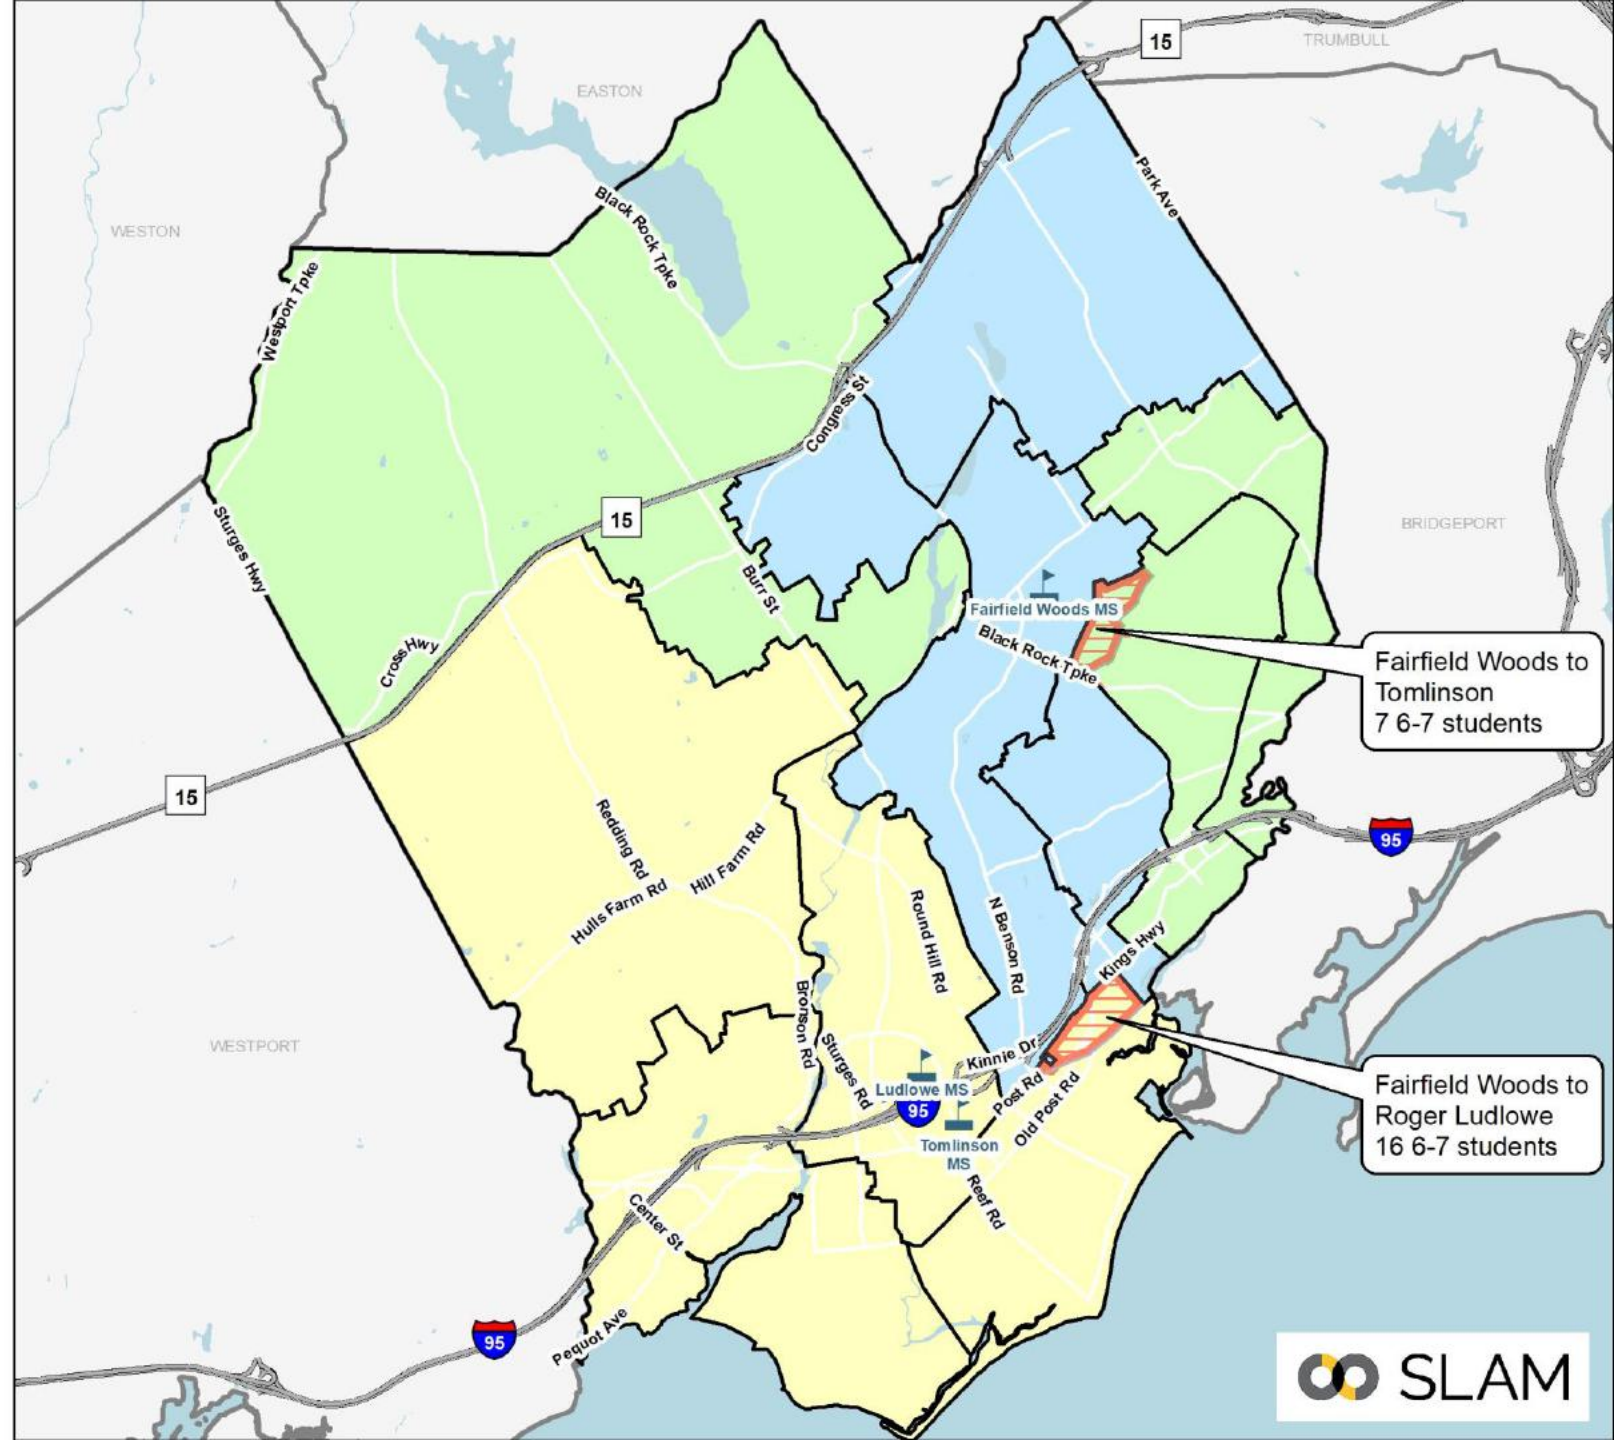 15
TRUMBULL
EASTON
Park Ave
Black Rock Tpke
WESTON
Westport Tpke
Congress St
15
BRIDGEPORT
Sturges Hwy
Burr St
Fairfield Woods MS
Black Rock Tpke
Cross Hwy
Fairfield Woods to
Tomlinson
7 6-7 students
15
95
Redding Rd
Hill Farm Rd
Hulls Farm Rd
Round Hill Rd
N Benson Rd
Kings Hwy
Bronson Rd
WESTPORT
Sturges Rd
Kinnie Dr
Ludlowe MS
95
Post Rd
Old Post Rd
Fairfield Woods to
Roger Ludlowe
16 6-7 students
Tomlinson
MS
Reef Rd
Center St
95
Pequot Ave
SLAM